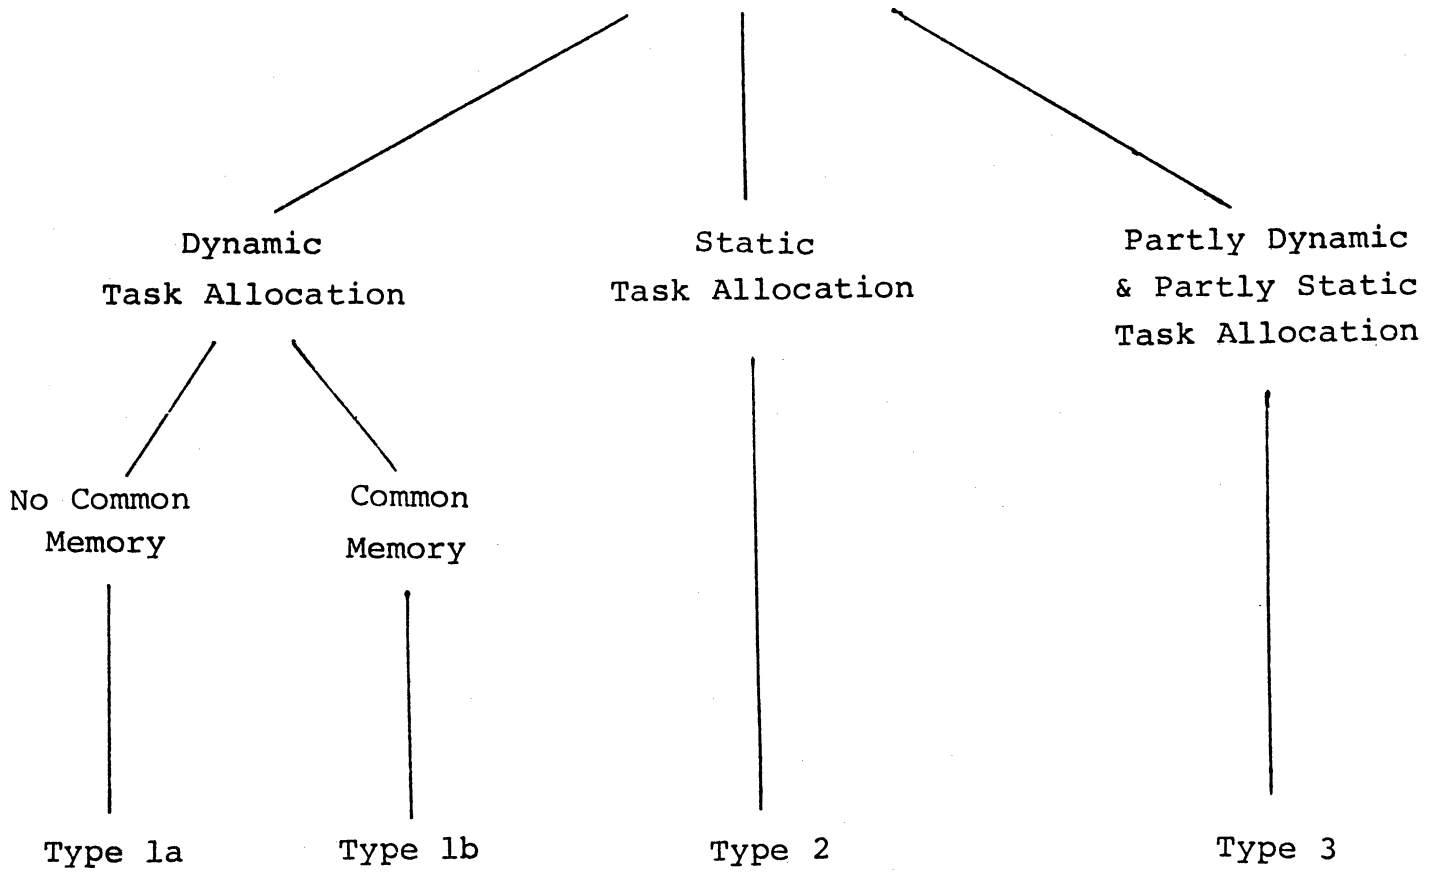 Dynamic
Task Allocation
Static
Task Allocation
Partly Dynamic
& Partly Static
Task Allocation
No Common
Memory
Common
Memory
Type 1a
Type 1b
Type 2
Type 3